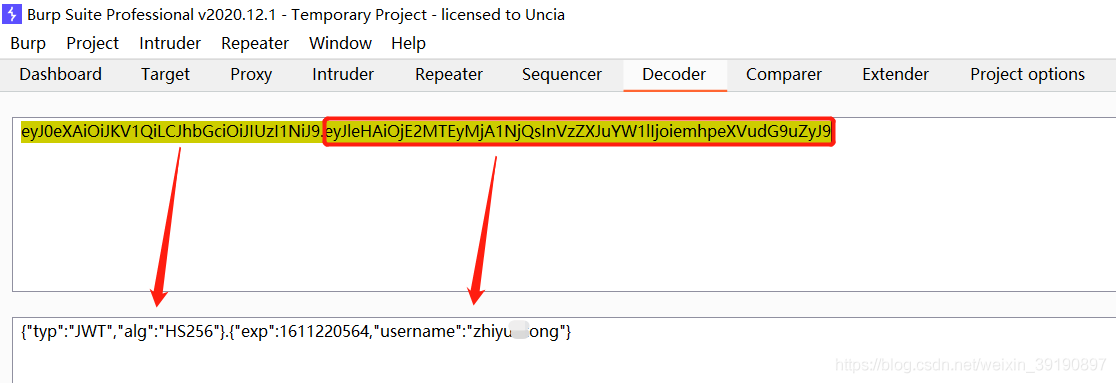 Burp Suite Professional v2020.12.1 - Temporary Project - licensed to Uncia
Burp Project Intruder Repeater Window Help
Dashboard Target Proxy Intruder Repeater Sequencer Decoder Comparer Extender Project options
eyJ0eXAiOiJKV1QiLCJhbGciOiJIUzI1NiJ9.eyJleHAiOjE2MTEyMjA1NjQsInVzZXJuYW1lIjoiemhpeXVudG9uZyJ9
{"typ":"JWT","alg":"HS256"}.{"exp":1611220564,"username":"zhiyu ong"}
https://blog.csdn.net/weixin_39190897